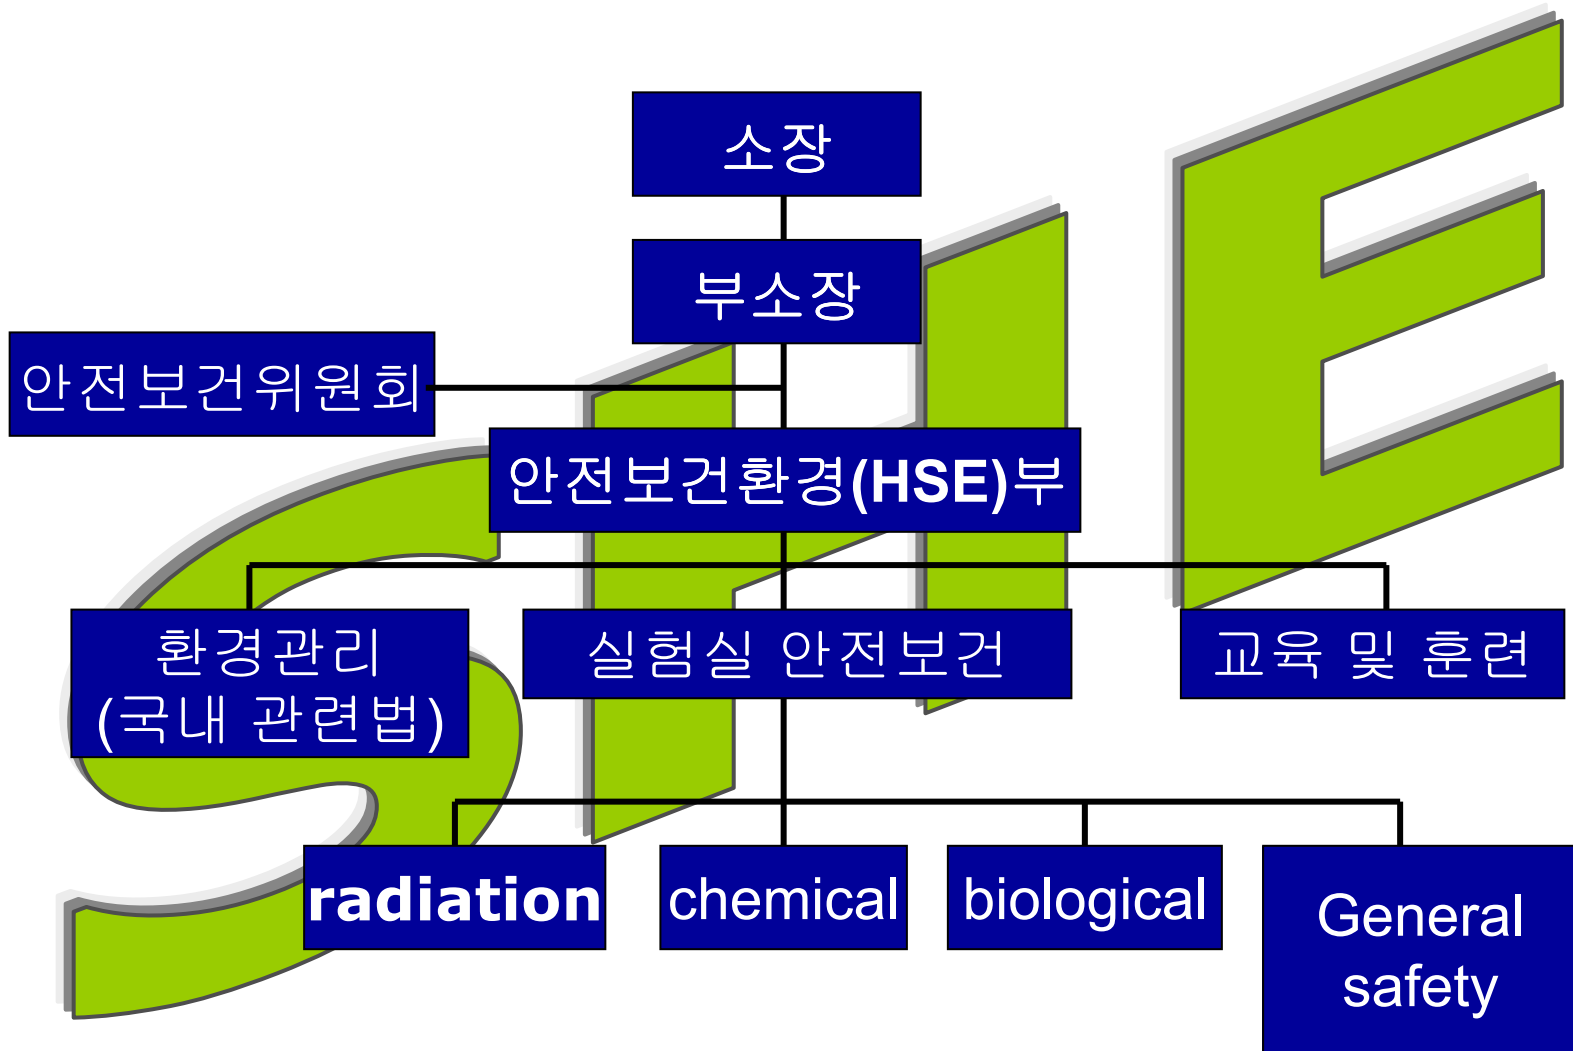 SHE
소장
부소장
안전보건위원회
안전보건환경(HSE)부
환경관리
(국내 관련법)
실험실 안전보건
교육 및 훈련
radiation
chemical
biological
General
safety